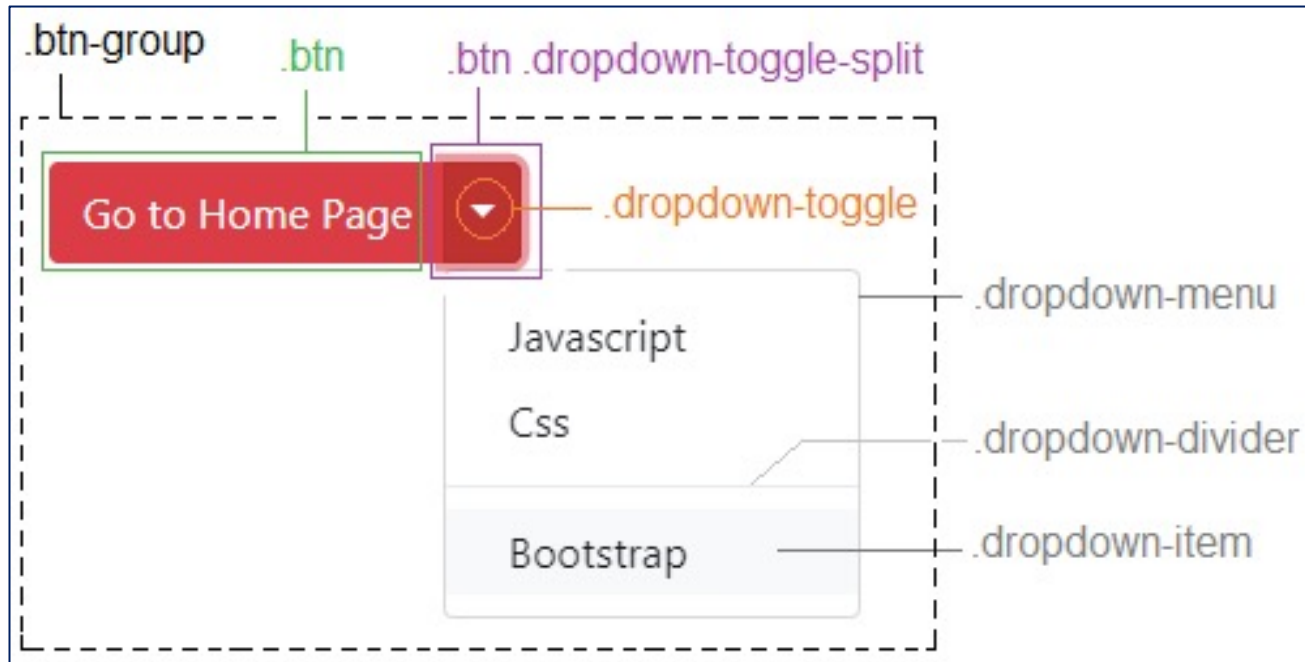 .btn-group
.btn
.btn .dropdown-toggle-split
Go to Home Page
.dropdown-toggle
.dropdown-menu
Javascript
Css
.dropdown-divider
Bootstrap
.dropdown-item